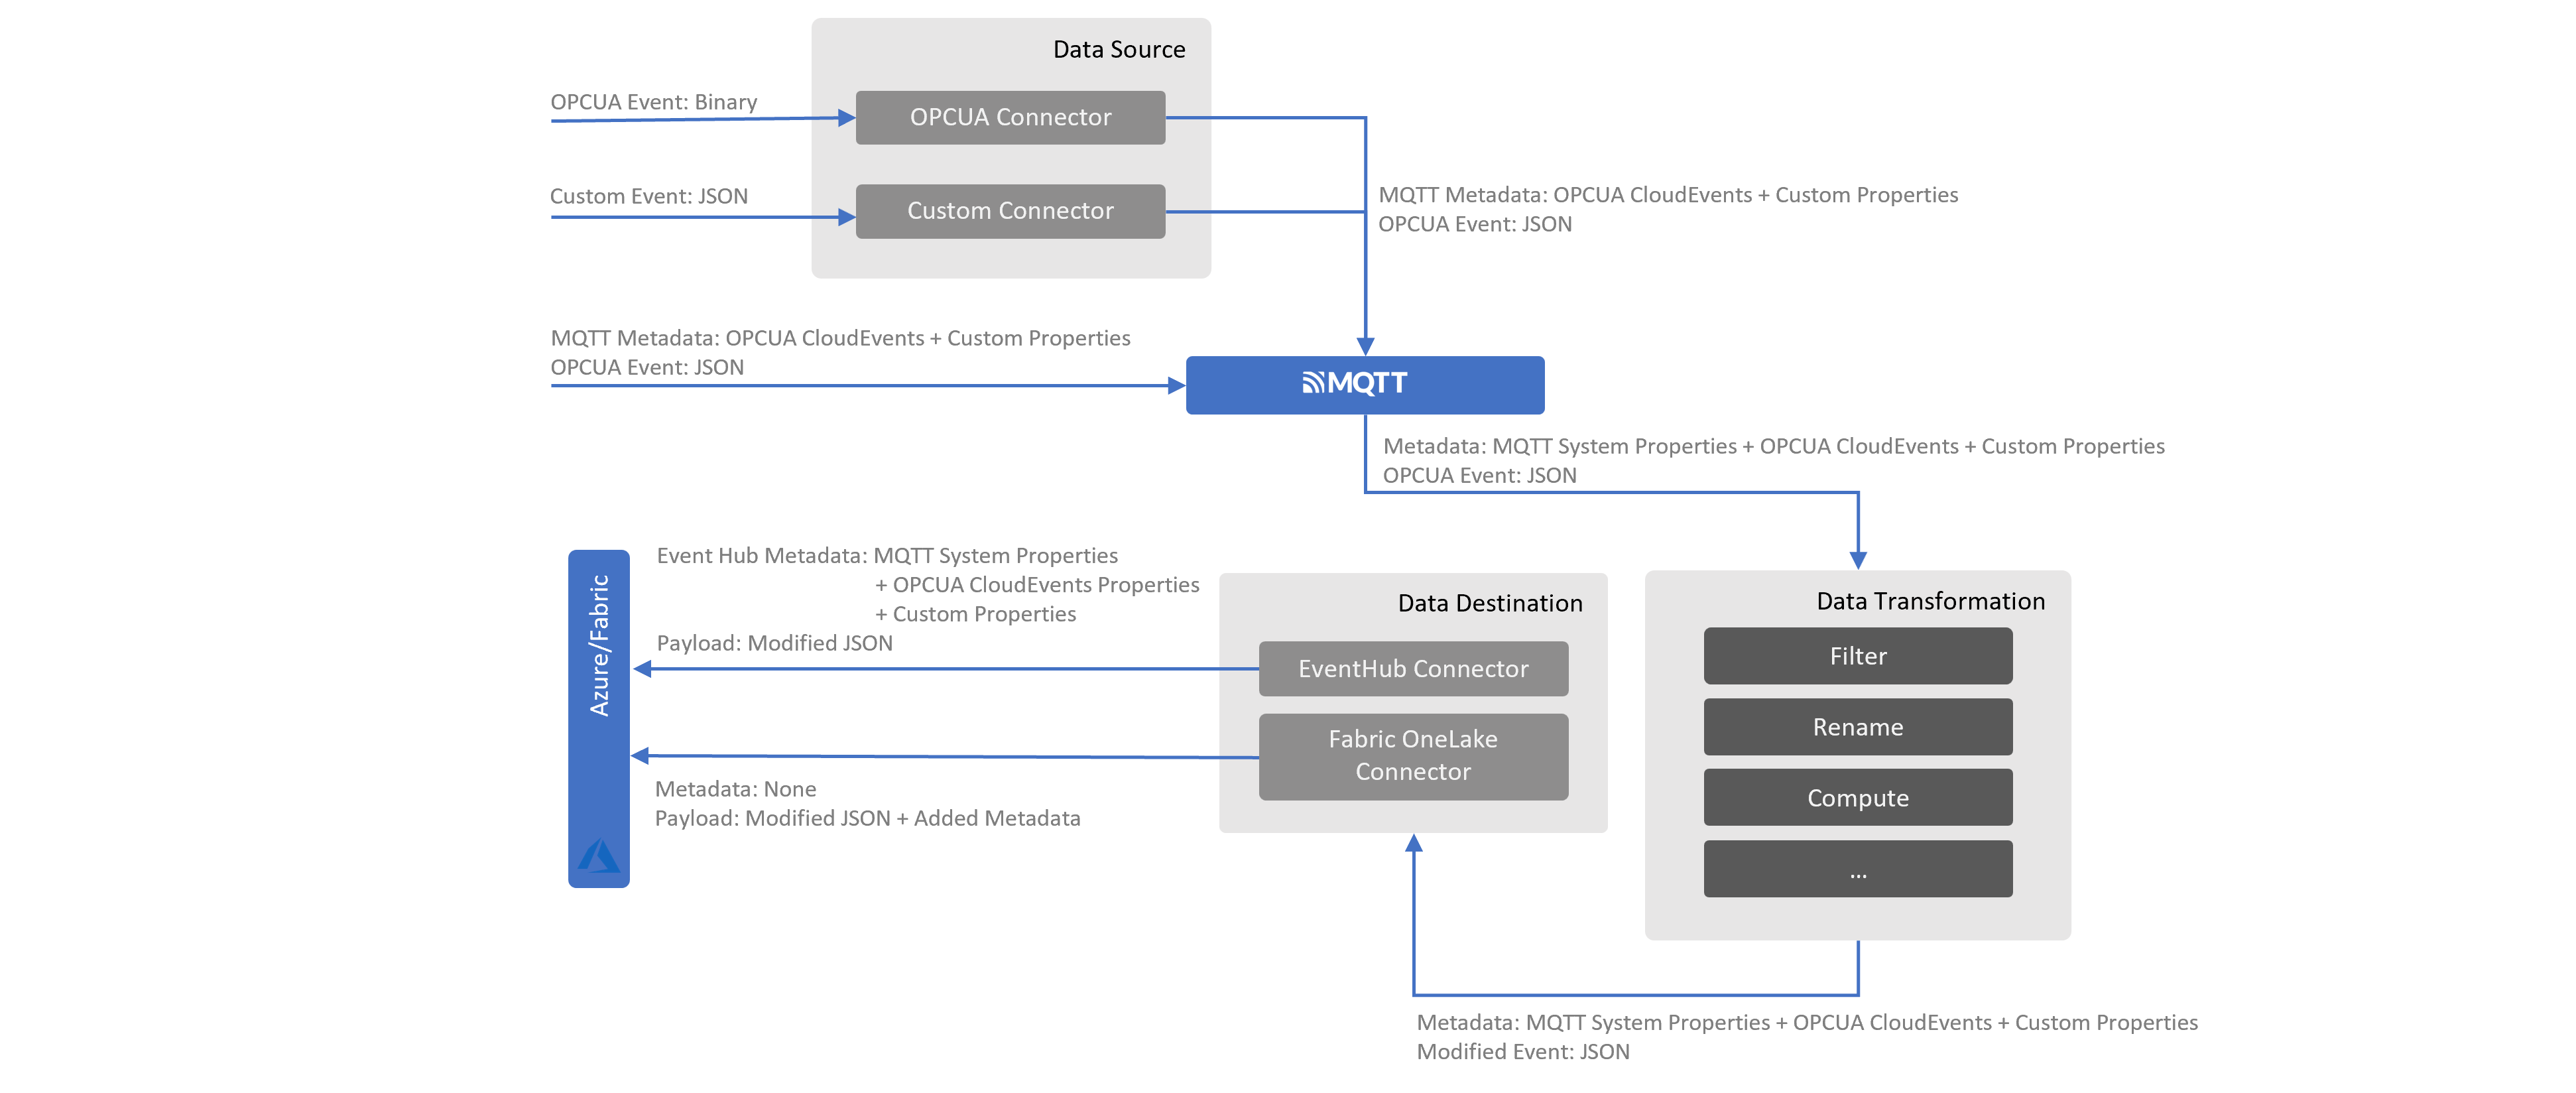 Data Source
OPCUA Event: Binary
OPCUA Connector
Custom Event: JSON
Custom Connector
MQTT Metadata: OPCUA CloudEvents + Custom Properties
OPCUA Event: JSON
MQTT Metadata: OPCUA CloudEvents + Custom Properties
OPCUA Event: JSON
MQTT
Metadata: MQTT System Properties + OPCUA CloudEvents + Custom Properties
OPCUA Event: JSON
Azure/Fabric
Event Hub Metadata: MQTT System Properties
+ OPCUA CloudEvents Properties
+ Custom Properties
Payload: Modified JSON
Metadata: None
Payload: Modified JSON + Added Metadata
Data Destination
EventHub Connector
Fabric OneLake
Connector
Data Transformation
Filter
Rename
Compute
...
Metadata: MQTT System Properties + OPCUA CloudEvents + Custom Properties
Modified Event: JSON